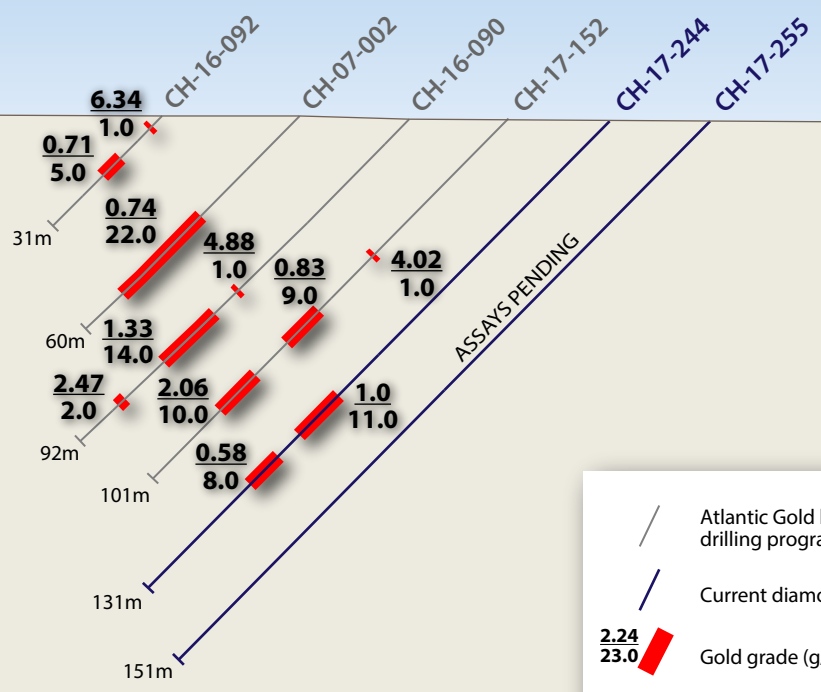 CH-16-092
CH-07-002
CH-16-090
CH-17-152
CH-17-244
CH-17-255
6.34
1.0
0.71
5.0
31m
0.74
22.0
60m
4.88
1.0
1.33
14.0
2.47
2.0
92m
4.02
1.0
0.83
9.0
2.06
10.0
101m
1.0
11.0
0.58
8.0
131m
ASSAYS PENDING
151m
Atlantic Gold
drilling
Current
2.24
23.0
Gold grade